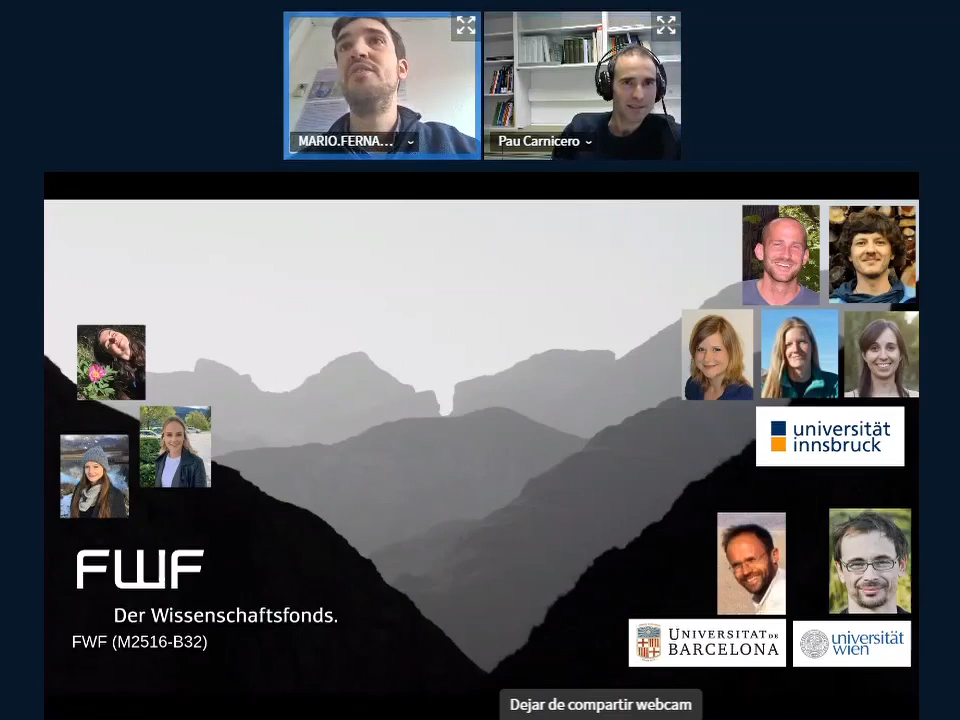 MARIO.FERNA...
Pau Carnicero
universität
innsbruck
FWF
Der Wissenschaftsfonds.
FWF (M2516-B32)
UNIVERSITAT DE
BARCELONA
universität
wien
Dejar de compartir webcam